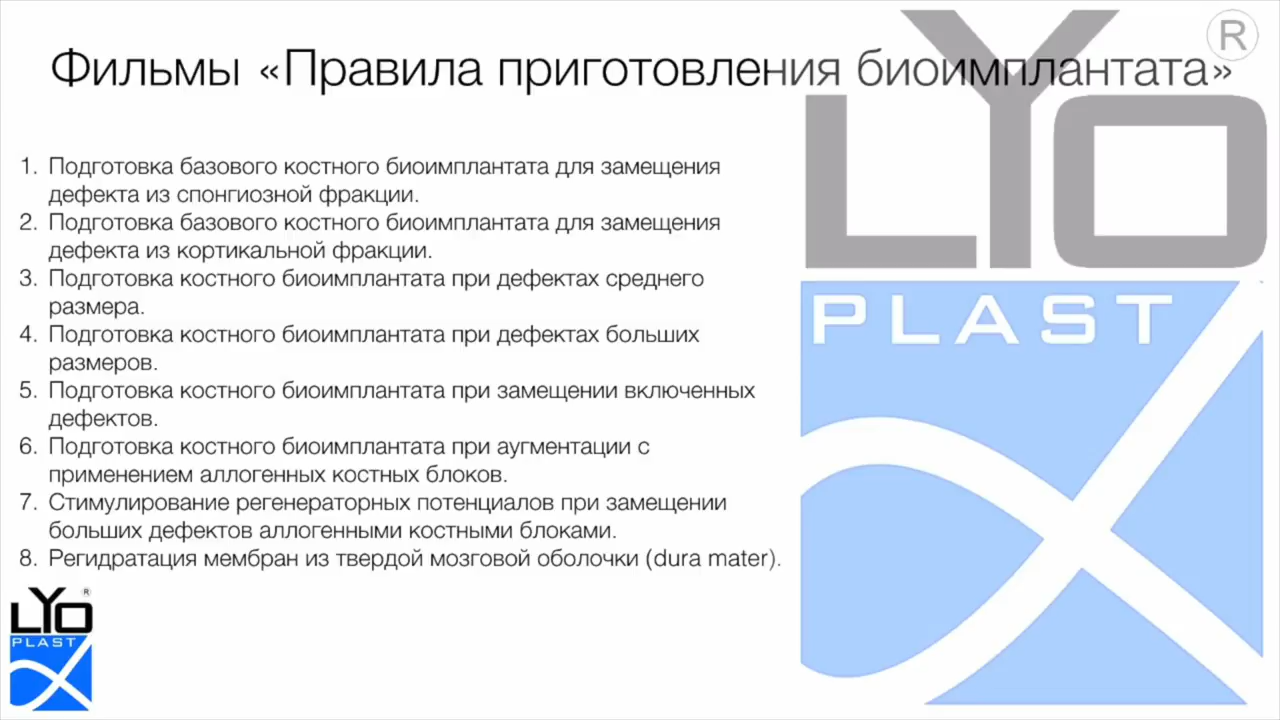 Фильмы «Правила приготовления биоимплантата»
1. Подготовка базового костного биоимплантата для замещения
дефекта из спонгиозной фракции.
2. Подготовка базового костного биоимплантата для замещения
дефекта из кортикальной фракции.
3. Подготовка костного биоимплантата при дефектах среднего
размера.
4. Подготовка костного биоимплантата при дефектах больших
размеров.
5. Подготовка костного биоимплантата при замещении включенных
дефектов.
6. Подготовка костного биоимплантата при аугментации с
применением аллогенных костных блоков.
7. Стимулирование регенераторных потенциалов при замещении
больших дефектов аллогенными костными блоками.
8. Регидратация мембран из твердой мозговой оболочки (dura mater).
LYO ®
PLAST
LYO ®
PLAST